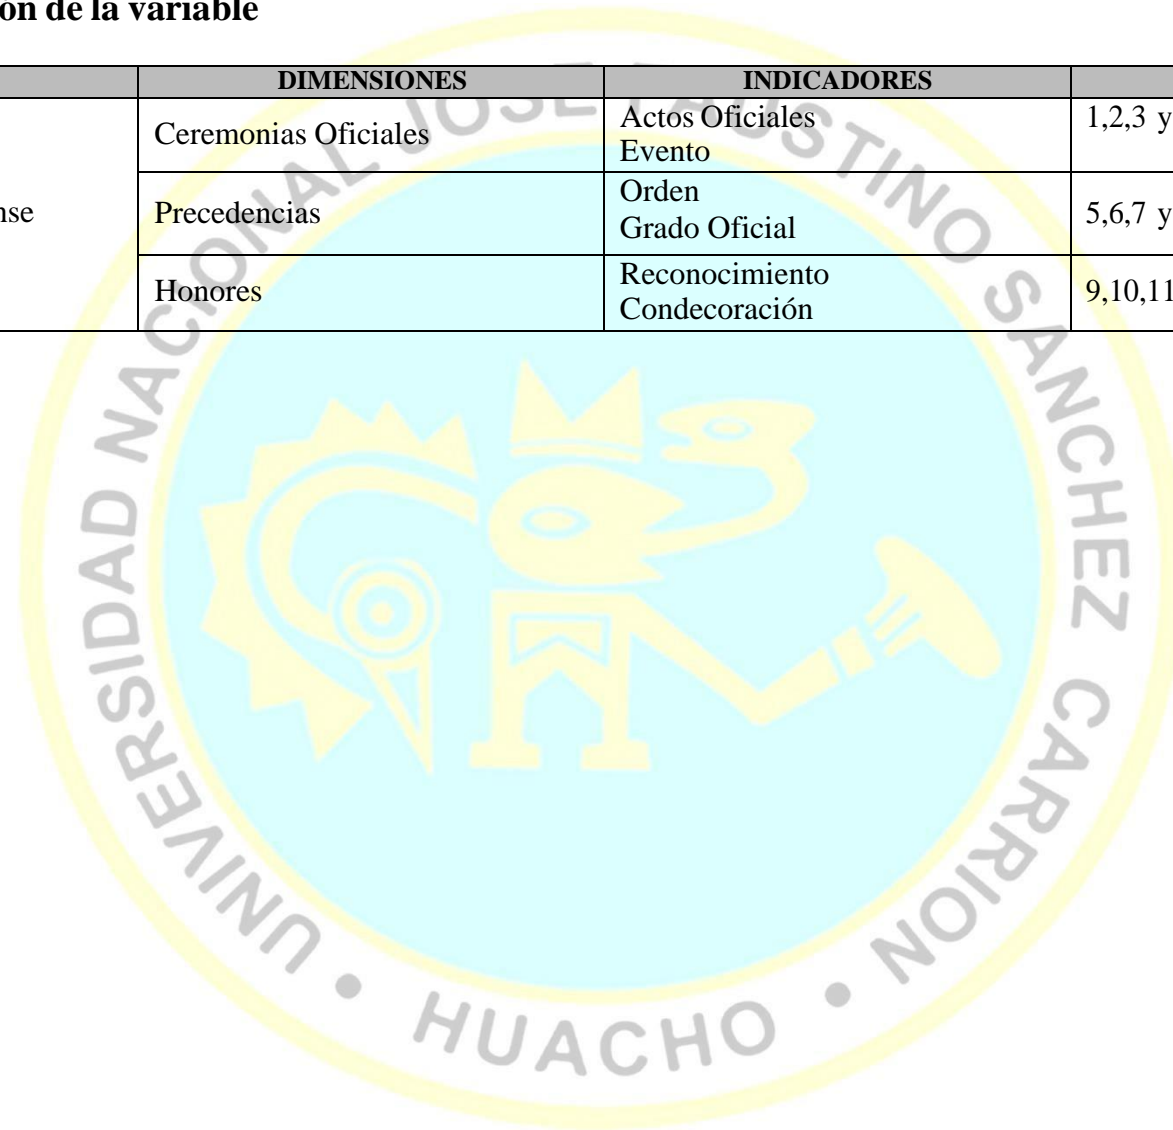 ón de la variable
DIMENSIONES INDICADORES
Ceremonias Oficiales Actos Oficiales 1,2,3 y
Evento
nse Precedencias Orden 5,6,7 y
Grado Oficial
Honores Reconocimiento 9,10,11
Condecoración
UNIVERSIDAD NACIONAL JOSE FAUSTINO SANCHEZ CARRION
• HUACHO •